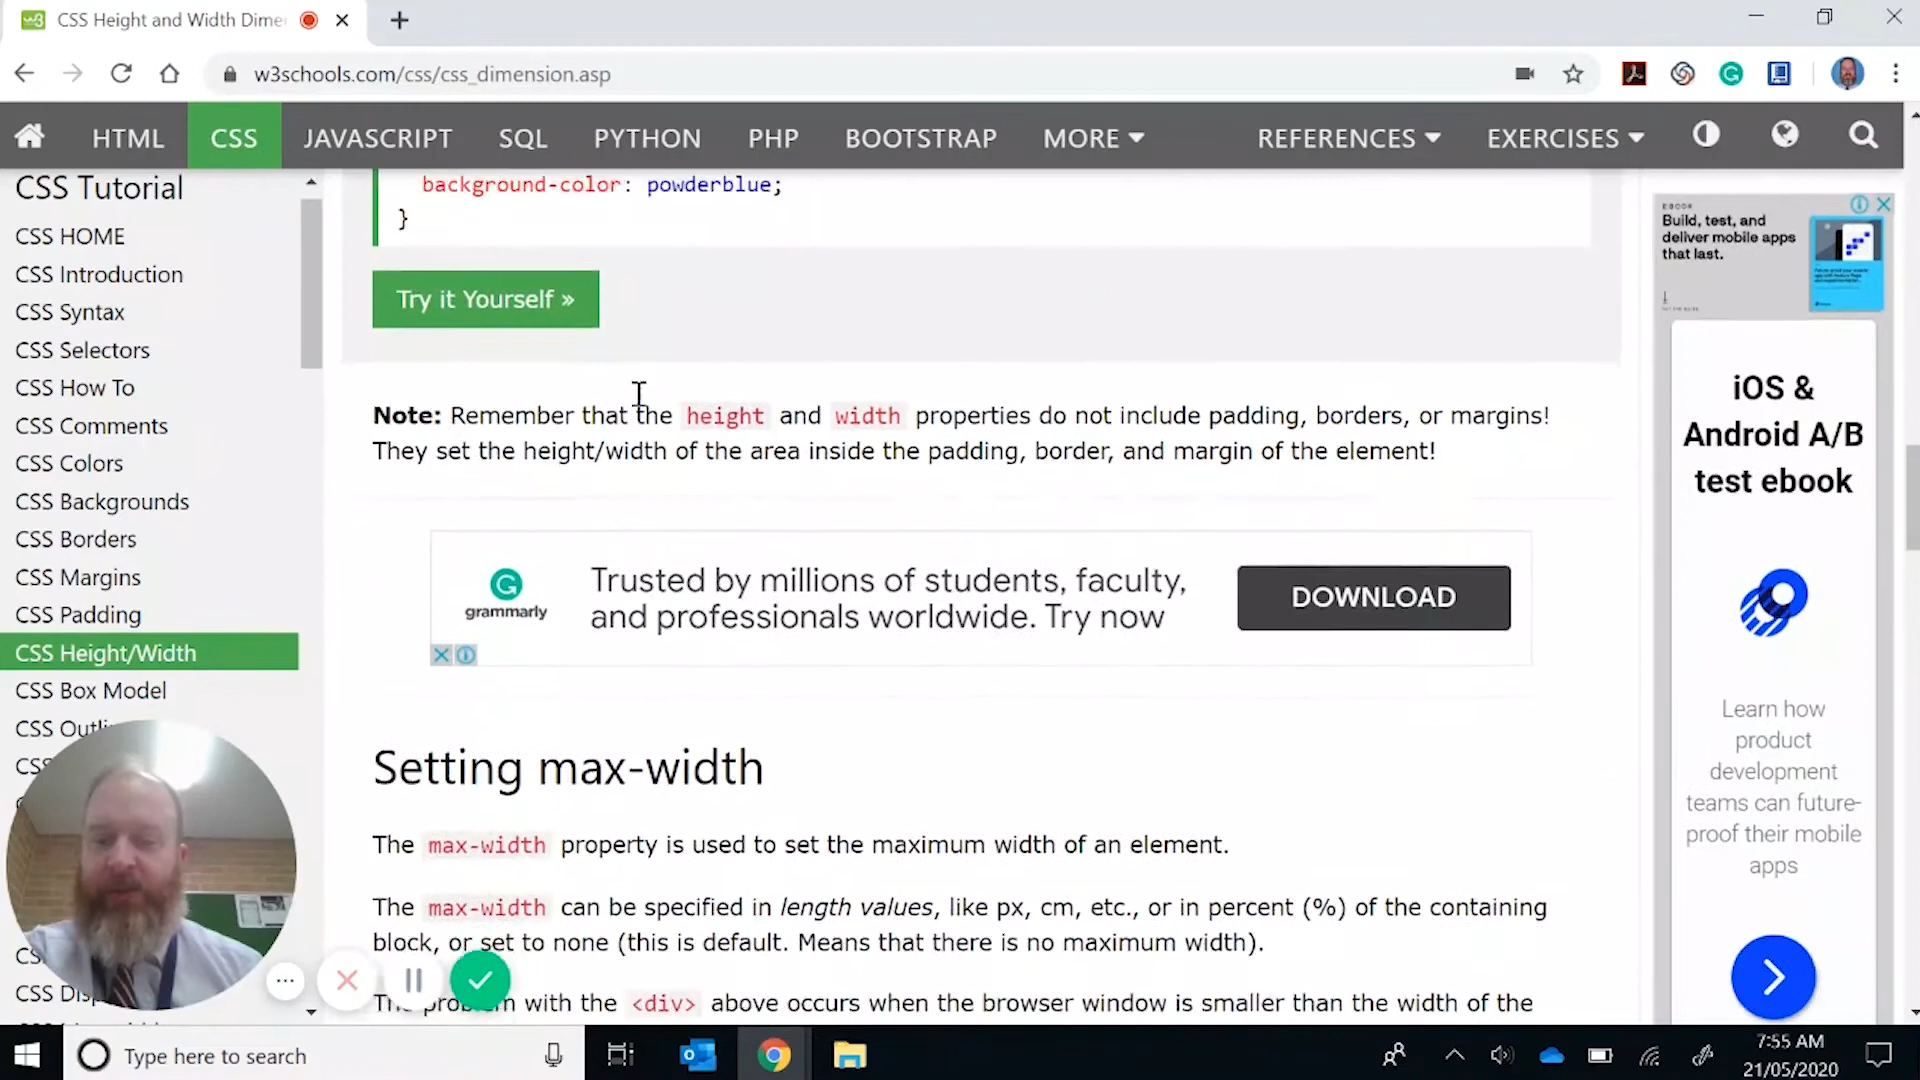 CSS Height and Width Dime
w3schools.com/css/css_dimension.asp
HTML CSS JAVASCRIPT SQL PYTHON PHP BOOTSTRAP MORE REFERENCES EXERCISES
CSS Tutorial
CSS HOME
CSS Introduction
CSS Syntax
CSS Selectors
CSS How To
CSS Comments
CSS Colors
CSS Backgrounds
CSS Borders
CSS Margins
CSS Padding
CSS Height/Width
CSS Box Model
CSS Outli
CSS
CS
CSS Disp
background-color: powderblue;
}
Try it Yourself »
Note: Remember that the height and width properties do not include padding, borders, or margins!
They set the height/width of the area inside the padding, border, and margin of the element!
grammarly
Trusted by millions of students, faculty,
and professionals worldwide. Try now
DOWNLOAD
Setting max-width
The max-width property is used to set the maximum width of an element.
The max-width can be specified in length values, like px, cm, etc., or in percent (%) of the containing
block, or set to none (this is default. Means that there is no maximum width).
The problem with the <div> above occurs when the browser window is smaller than the width of the
EBOOK
Build, test, and
deliver mobile apps
that last.
iOS &
Android A/B
test ebook
Learn how
product
development
teams can future-
proof their mobile
apps
Type here to search
7:55 AM
21/05/2020